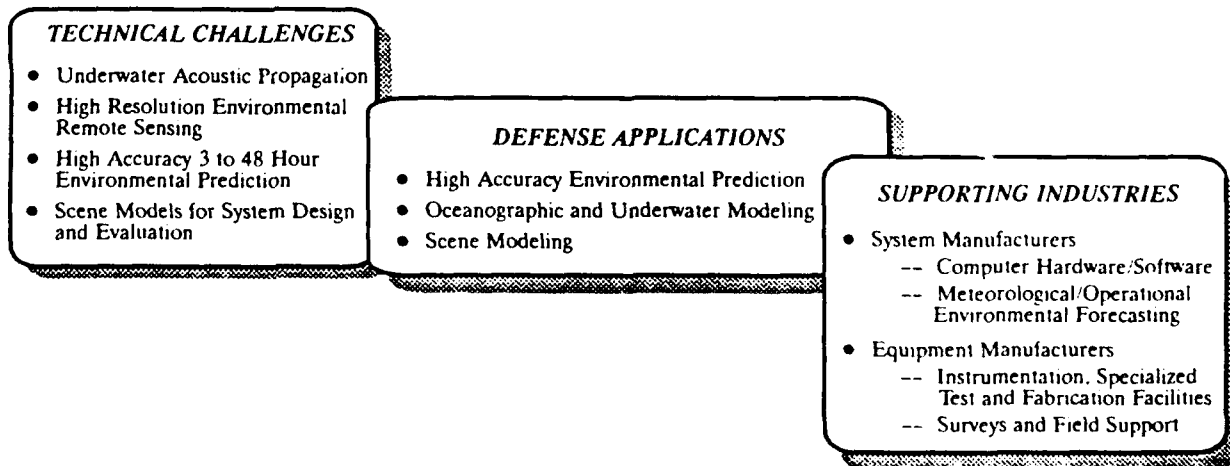 TECHNICAL CHALLENGES
● Underwater Acoustic Propagation
● High Resolution Environmental
Remote Sensing
● High Accuracy 3 to 48 Hour
Environmental Prediction
● Scene Models for System Design
and Evaluation
DEFENSE APPLICATIONS
● High Accuracy Environmental Prediction
● Oceanographic and Underwater Modeling
● Scene Modeling
SUPPORTING INDUSTRIES
● System Manufacturers
-- Computer Hardware/Software
-- Meteorological/Operational
Environmental Forecasting
● Equipment Manufacturers
-- Instrumentation, Specialized
Test and Fabrication Facilities
-- Surveys and Field Support